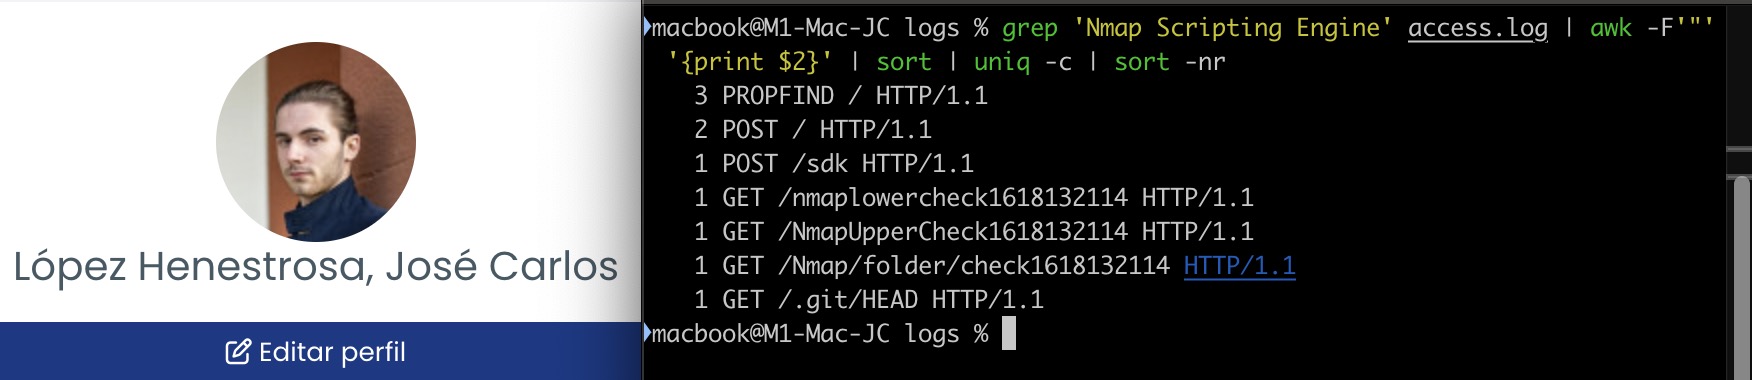 López Henestrosa, José Carlos
Editar perfil
macbook@M1-Mac-JC logs % grep 'Nmap Scripting Engine' access.log | awk -F'"'
'{print $2}' | sort | uniq -c | sort -nr
3 PROPFIND / HTTP/1.1
2 POST / HTTP/1.1
1 POST /sdk HTTP/1.1
1 GET /nmaplowercheck1618132114 HTTP/1.1
1 GET /NmapUpperCheck1618132114 HTTP/1.1
1 GET /Nmap/folder/check1618132114 HTTP/1.1
1 GET /.git/HEAD HTTP/1.1
macbook@M1-Mac-JC logs %